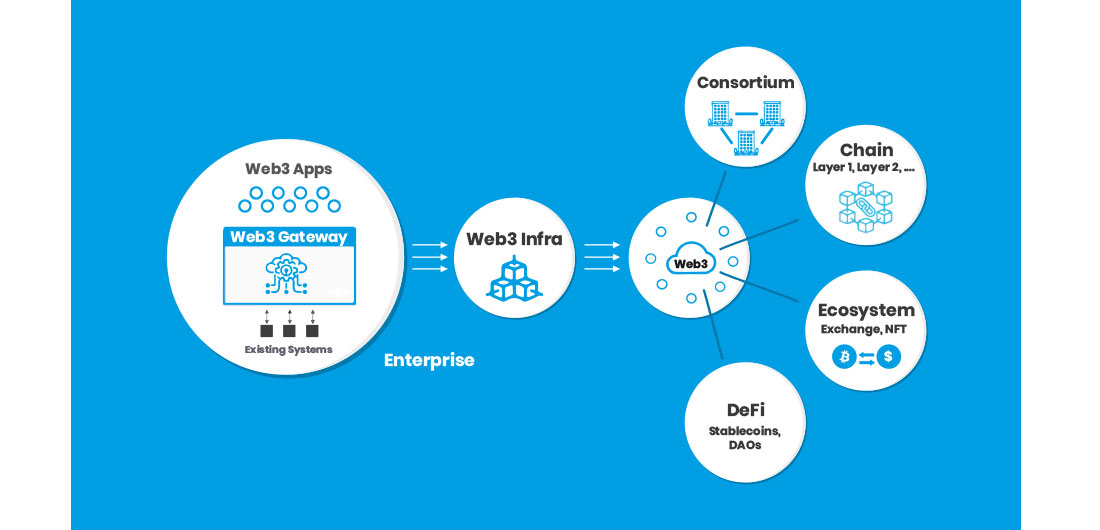 Web3 Apps
Web3 Gateway
Existing Systems
Enterprise
Web3 Infra
Web3
Consortium
Chain
Layer 1, Layer 2, ....
Ecosystem
Exchange, NFT
$
DeFi
Stablecoins,
DAOs